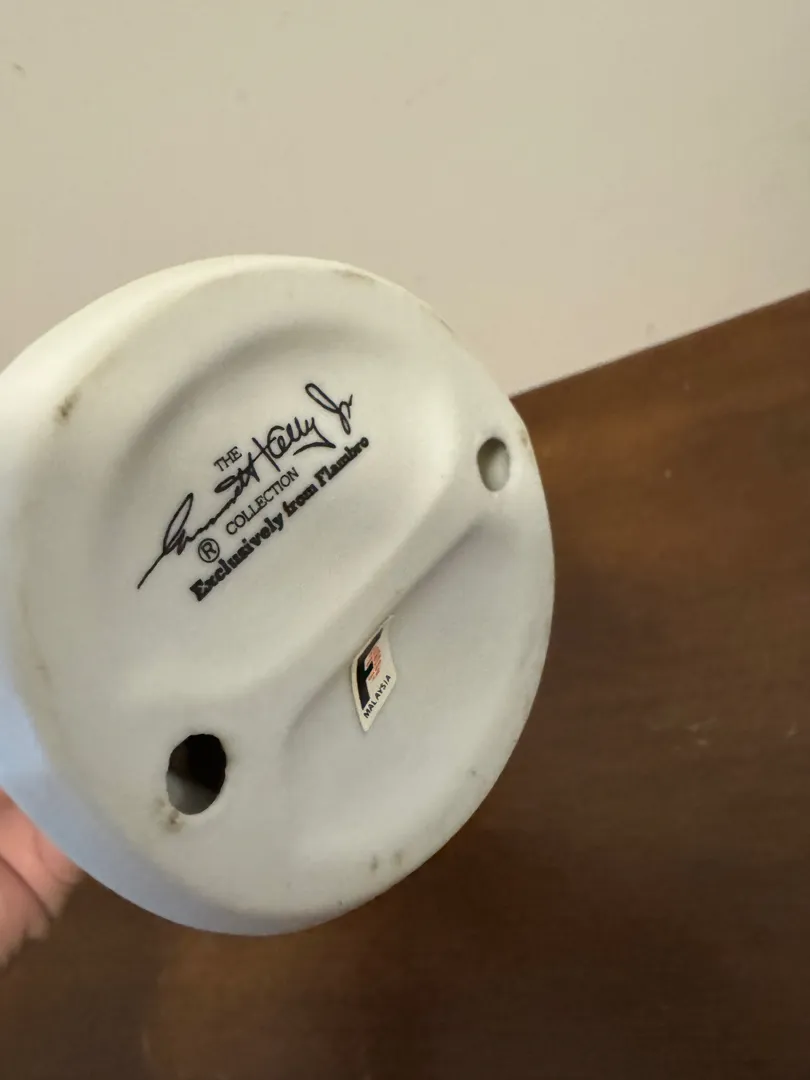 THE
Emmett Kelly Jr
COLLECTION
®
Exclusively from Flambro
F
MALAYSIA